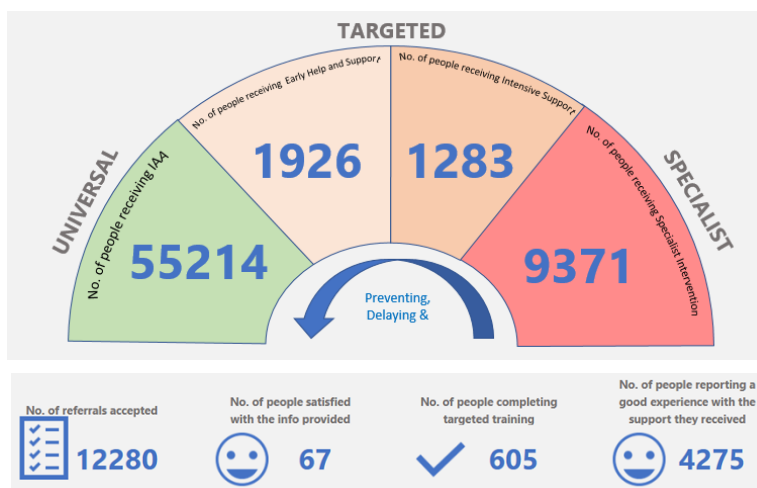 TARGETED
UNIVERSAL
SPECIALIST
No. of people receiving IAA
55214
No. of people receiving Early Help and Support
1926
No. of people receiving Intensive Support
1283
No. of people receiving Specialist Intervention
9371
Preventing,
Delaying &
No. of referrals accepted
12280
No. of people satisfied
with the info provided
67
No. of people completing
targeted training
605
No. of people reporting a
good experience with the
support they received
4275